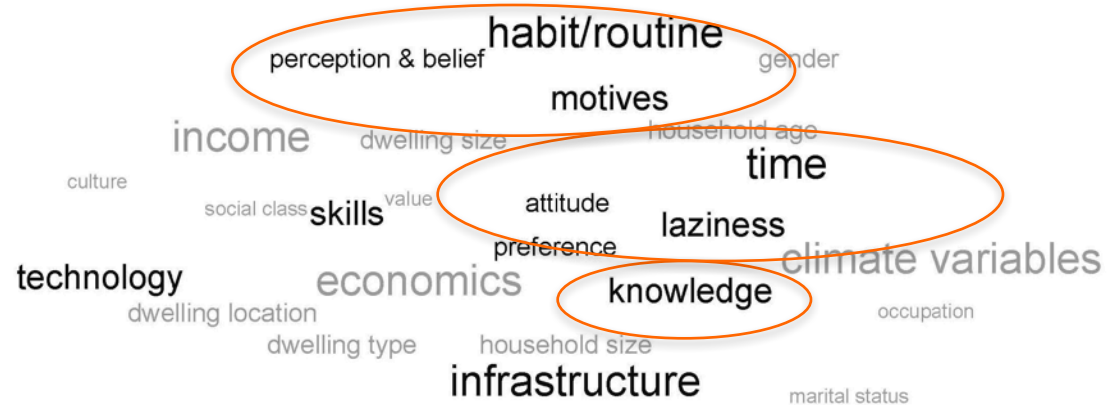 habit/routine
perception & belief
gender
motives
income
dwelling size
household age
time
culture
social class
skills
value
attitude
laziness
preference
climate variables
technology
economics
knowledge
dwelling location
occupation
dwelling type
household size
infrastructure
marital status